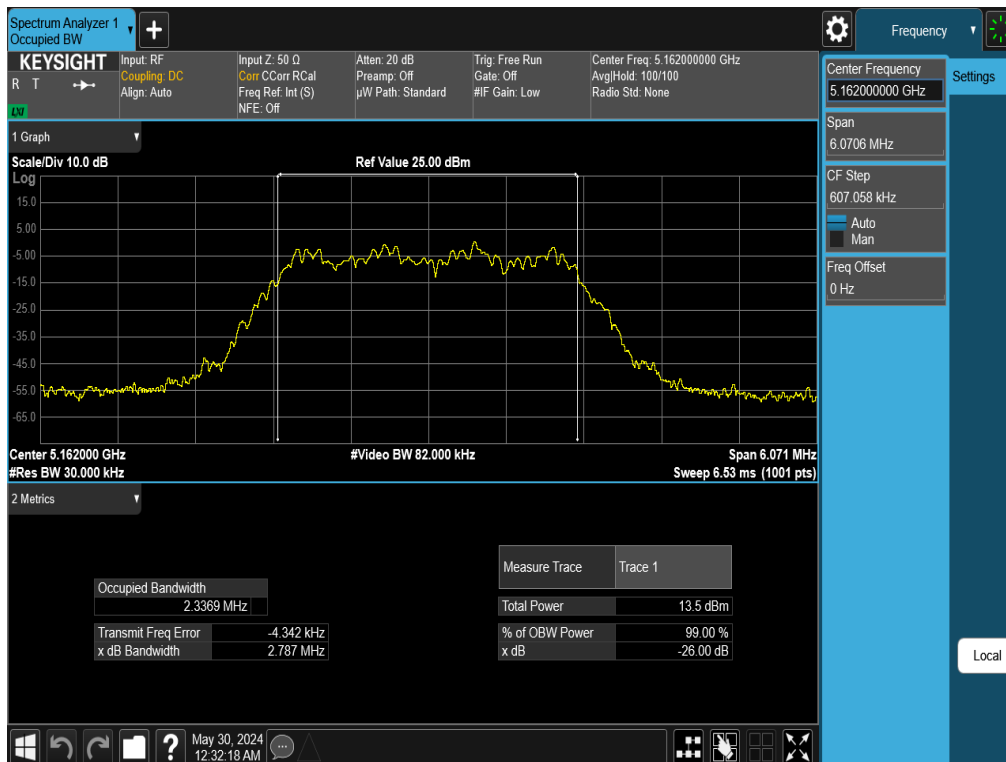 Spectrum Analyzer 1
Occupied BW
Frequency
KEYSIGHT
R T
LXI
Input: RF
Coupling: DC
Align: Auto
Input Z: 50 Ω
Corr CCorr RCal
Freq Ref: Int (S)
NFE: Off
Atten: 20 dB
Preamp: Off
µW Path: Standard
Trig: Free Run
Gate: Off
#IF Gain: Low
Center Freq: 5.162000000 GHz
Avg|Hold: 100/100
Radio Std: None
Center Frequency
5.162000000 GHz
Settings
Span
6.0706 MHz
CF Step
607.058 kHz
Auto
Man
Freq Offset
0 Hz
Local
1 Graph
Scale/Div 10.0 dB
Ref Value 25.00 dBm
Log
15.0
5.00
-5.00
-15.0
-25.0
-35.0
-45.0
-55.0
-65.0
Center 5.162000 GHz
#Video BW 82.000 kHz
Span 6.071 MHz
#Res BW 30.000 kHz
Sweep 6.53 ms (1001 pts)
2 Metrics
Occupied Bandwidth
2.3369 MHz
Transmit Freq Error -4.342 kHz
x dB Bandwidth 2.787 MHz
Measure Trace Trace 1
Total Power 13.5 dBm
% of OBW Power 99.00 %
x dB -26.00 dB
May 30, 2024
12:32:18 AM